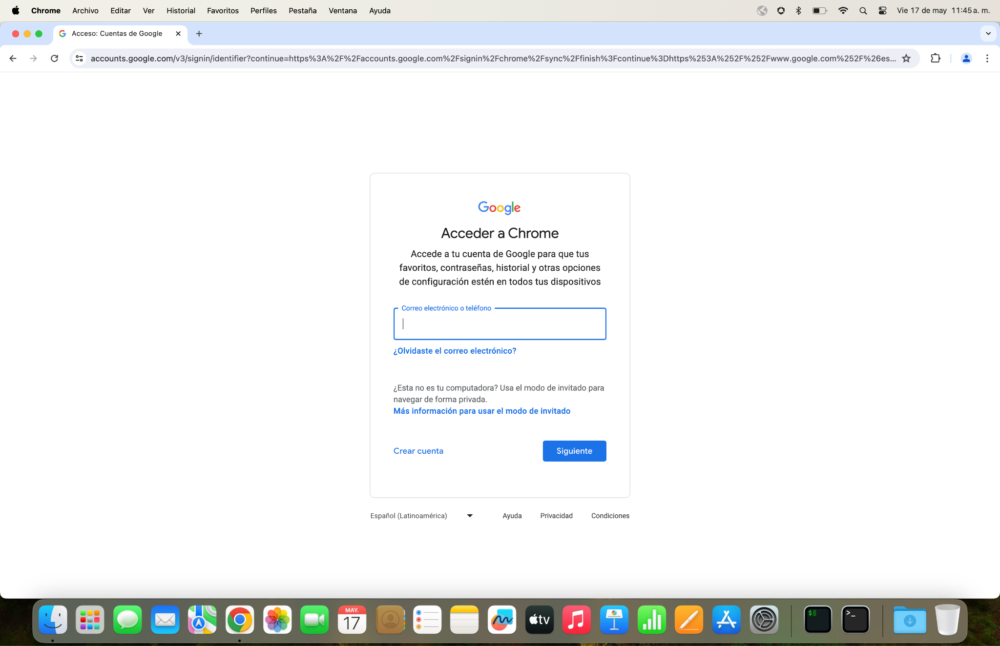 Chrome Archivo Editar Ver Historial Favoritos Perfiles Pestaña Ventana Ayuda Vie 17 de may 11:45 a. m.
Acceso: Cuentas de Google
accounts.google.com/v3/signin/identifier?continue=https%3A%2F%2Faccounts.google.com%2Fsignin%2Fchrome%2Fsync%2Ffinish%3Fcontinue%3Dhttps%253A%252F%252Fwww.google.com%252F%26es...
Google
Acceder a Chrome
Accede a tu cuenta de Google para que tus
favoritos, contraseñas, historial y otras opciones
de configuración estén en todos tus dispositivos
Correo electrónico o teléfono
¿Olvidaste el correo electrónico?
¿Esta no es tu computadora? Usa el modo de invitado para
navegar de forma privada.
Más información para usar el modo de invitado
Crear cuenta Siguiente
Español (Latinoamérica) Ayuda Privacidad Condiciones
MAY.
17
tv
$
>_